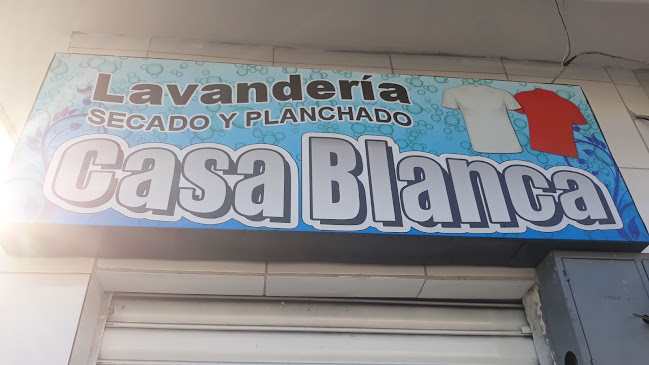 Lavandería
SECADO Y PLANCHADO
Casa Blanca